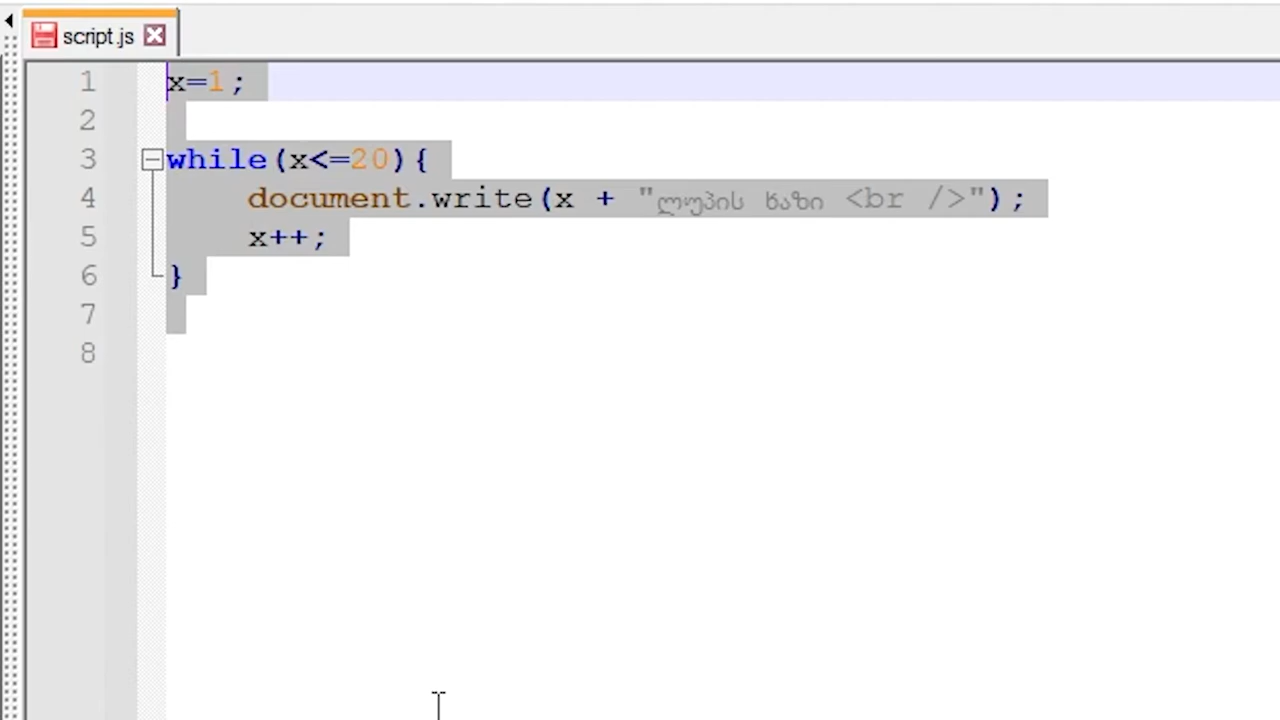 script.js
1 x=1;
2
3 while(x<=20){
4 document.write(x + "ლუპის ხაზი <br />");
5 x++;
6 }
7
8